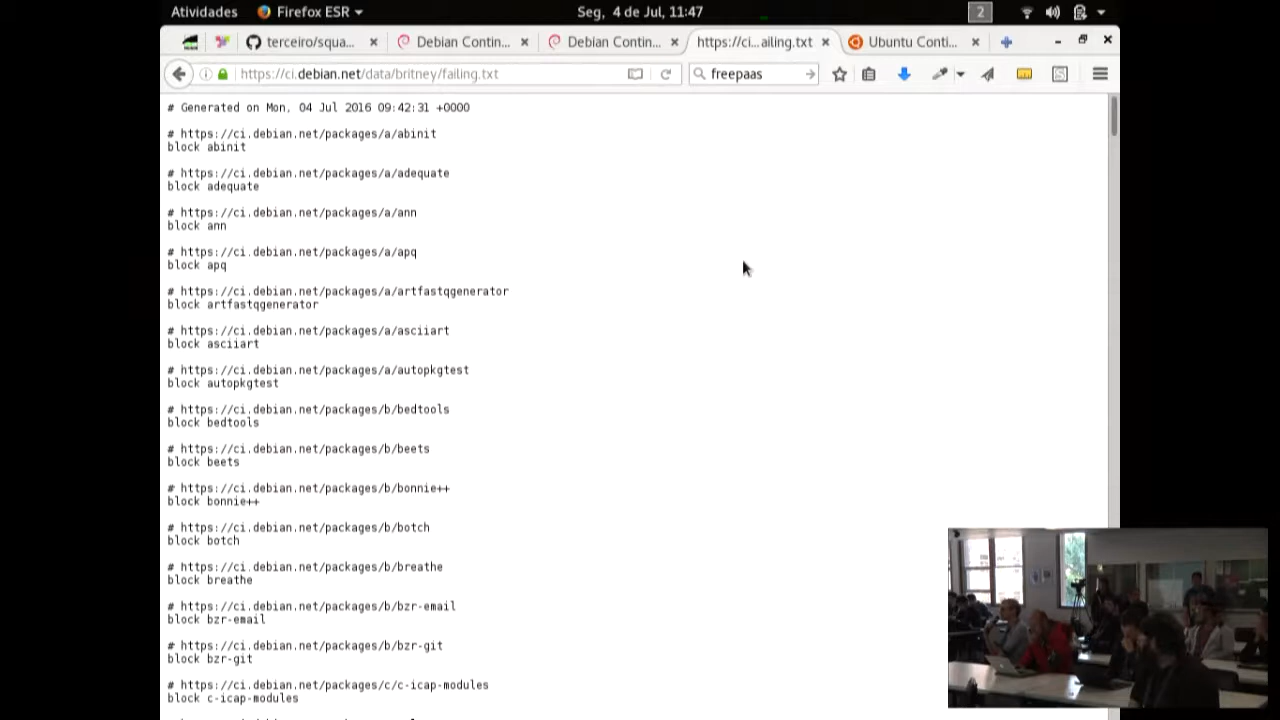 Atividades Firefox ESR Seg, 4 de Jul, 11:47 2
terceiro/squa... Debian Contin... Debian Contin... https://ci...ailing.txt Ubuntu Conti...
https://ci.debian.net/data/britney/failing.txt freepaas
# Generated on Mon, 04 Jul 2016 09:42:31 +0000
# https://ci.debian.net/packages/a/abinit
block abinit
# https://ci.debian.net/packages/a/adequate
block adequate
# https://ci.debian.net/packages/a/ann
block ann
# https://ci.debian.net/packages/a/apq
block apq
# https://ci.debian.net/packages/a/artfastqgenerator
block artfastqgenerator
# https://ci.debian.net/packages/a/asciiart
block asciiart
# https://ci.debian.net/packages/a/autopkgtest
block autopkgtest
# https://ci.debian.net/packages/b/bedtools
block bedtools
# https://ci.debian.net/packages/b/beets
block beets
# https://ci.debian.net/packages/b/bonnie++
block bonnie++
# https://ci.debian.net/packages/b/botch
block botch
# https://ci.debian.net/packages/b/breathe
block breathe
# https://ci.debian.net/packages/b/bzr-email
block bzr-email
# https://ci.debian.net/packages/b/bzr-git
block bzr-git
# https://ci.debian.net/packages/c/c-icap-modules
block c-icap-modules